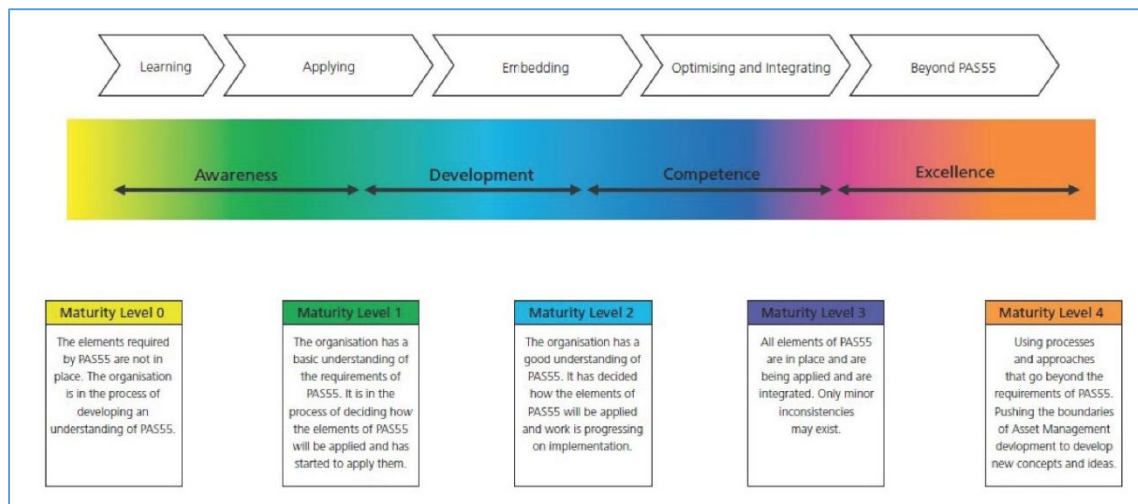 Learning
Applying
Embedding
Optimising and Integrating
Beyond PAS55
Awareness
Development
Competence
Excellence
Maturity Level 0
The elements required
by PAS55 are not in
place. The organisation
is in the process of
developing an
understanding of PAS55.
Maturity Level 1
The organisation has a
basic understanding of
the requirements of
PAS55. It is in the
process of deciding how
the elements of PAS55
will be applied and has
started to apply them.
Maturity Level 2
The organisation has a
good understanding of
PAS55. It has decided
how the elements of
PAS55 will be applied
and work is progressing
on implementation.
Maturity Level 3
All elements of PAS55
are in place and are
being applied and are
integrated. Only minor
inconsistencies
may exist.
Maturity Level 4
Using processes
and approaches
that go beyond the
requirements of PAS55.
Pushing the boundaries
of Asset Management
devlopment to develop
new concepts and ideas.